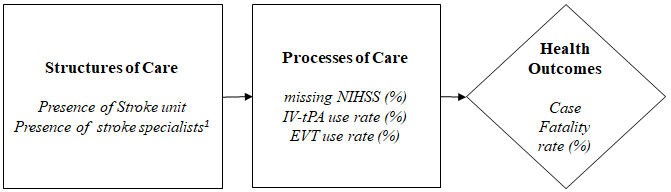 Structures of Care
Presence of Stroke unit
Presence of stroke specialists¹
Processes of Care
missing NIHSS (%)
IV-tPA use rate (%)
EVT use rate (%)
Health
Outcomes
Case
Fatality
rate (%)